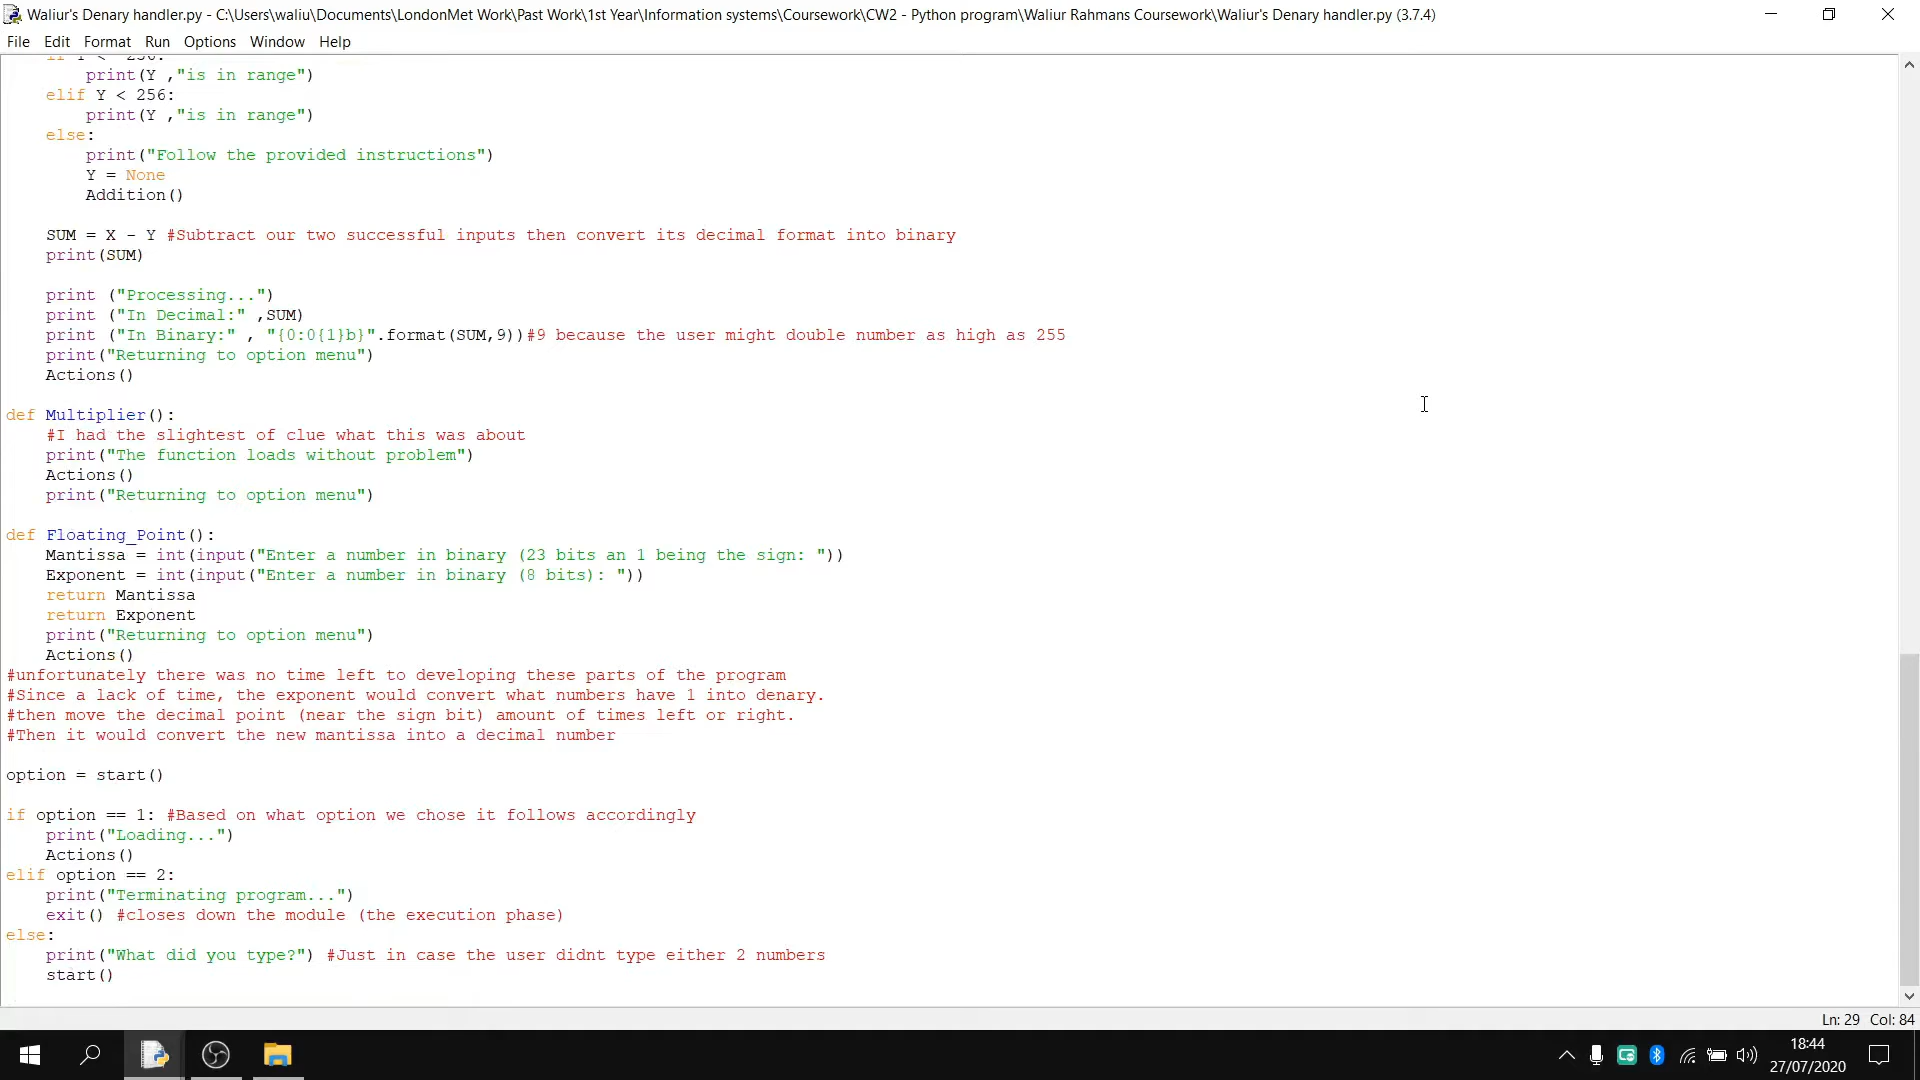 Waliur's Denary handler.py - C:\Users\waliu\Documents\LondonMet Work\Past Work\1st Year\Information systems\Coursework\CW2 - Python program\Waliur Rahmans Coursework\Waliur's Denary handler.py (3.7.4)
File Edit Format Run Options Window Help
print(Y ,"is in range")
elif Y < 256:
print(Y ,"is in range")
else:
print("Follow the provided instructions")
Y = None
Addition()
SUM = X - Y #Subtract our two successful inputs then convert its decimal format into binary
print(SUM)
print ("Processing...")
print ("In Decimal:" ,SUM)
print ("In Binary:" , "{0:0{1}b}".format(SUM,9))#9 because the user might double number as high as 255
print("Returning to option menu")
Actions()
def Multiplier():
#I had the slightest of clue what this was about
print("The function loads without problem")
Actions()
print("Returning to option menu")
def Floating_Point():
Mantissa = int(input("Enter a number in binary (23 bits an 1 being the sign: "))
Exponent = int(input("Enter a number in binary (8 bits): "))
return Mantissa
return Exponent
print("Returning to option menu")
Actions()
#unfortunately there was no time left to developing these parts of the program
#Since a lack of time, the exponent would convert what numbers have 1 into denary.
#then move the decimal point (near the sign bit) amount of times left or right.
#Then it would convert the new mantissa into a decimal number
option = start()
if option == 1: #Based on what option we chose it follows accordingly
print("Loading...")
Actions()
elif option == 2:
print("Terminating program...")
exit() #closes down the module (the execution phase)
else:
print("What did you type?") #Just in case the user didnt type either 2 numbers
start()
Ln: 29 Col: 84
18:44
27/07/2020